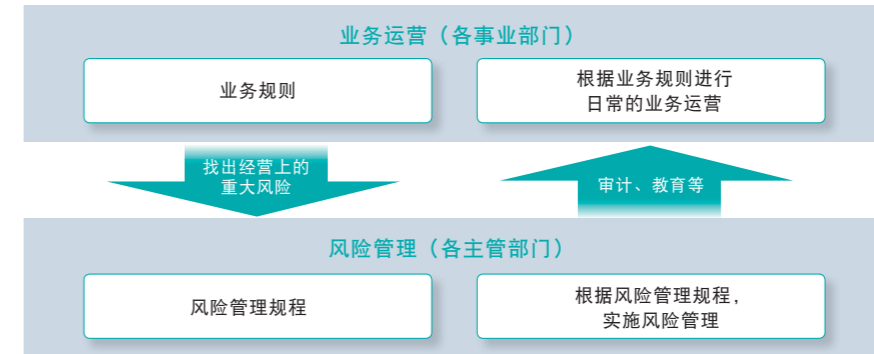 业务运营（各事业部门）
业务规则
根据业务规则进行
日常的业务运营
找出经营上的
重大风险
审计、教育等
风险管理（各主管部门）
风险管理规程
根据风险管理规程，
实施风险管理